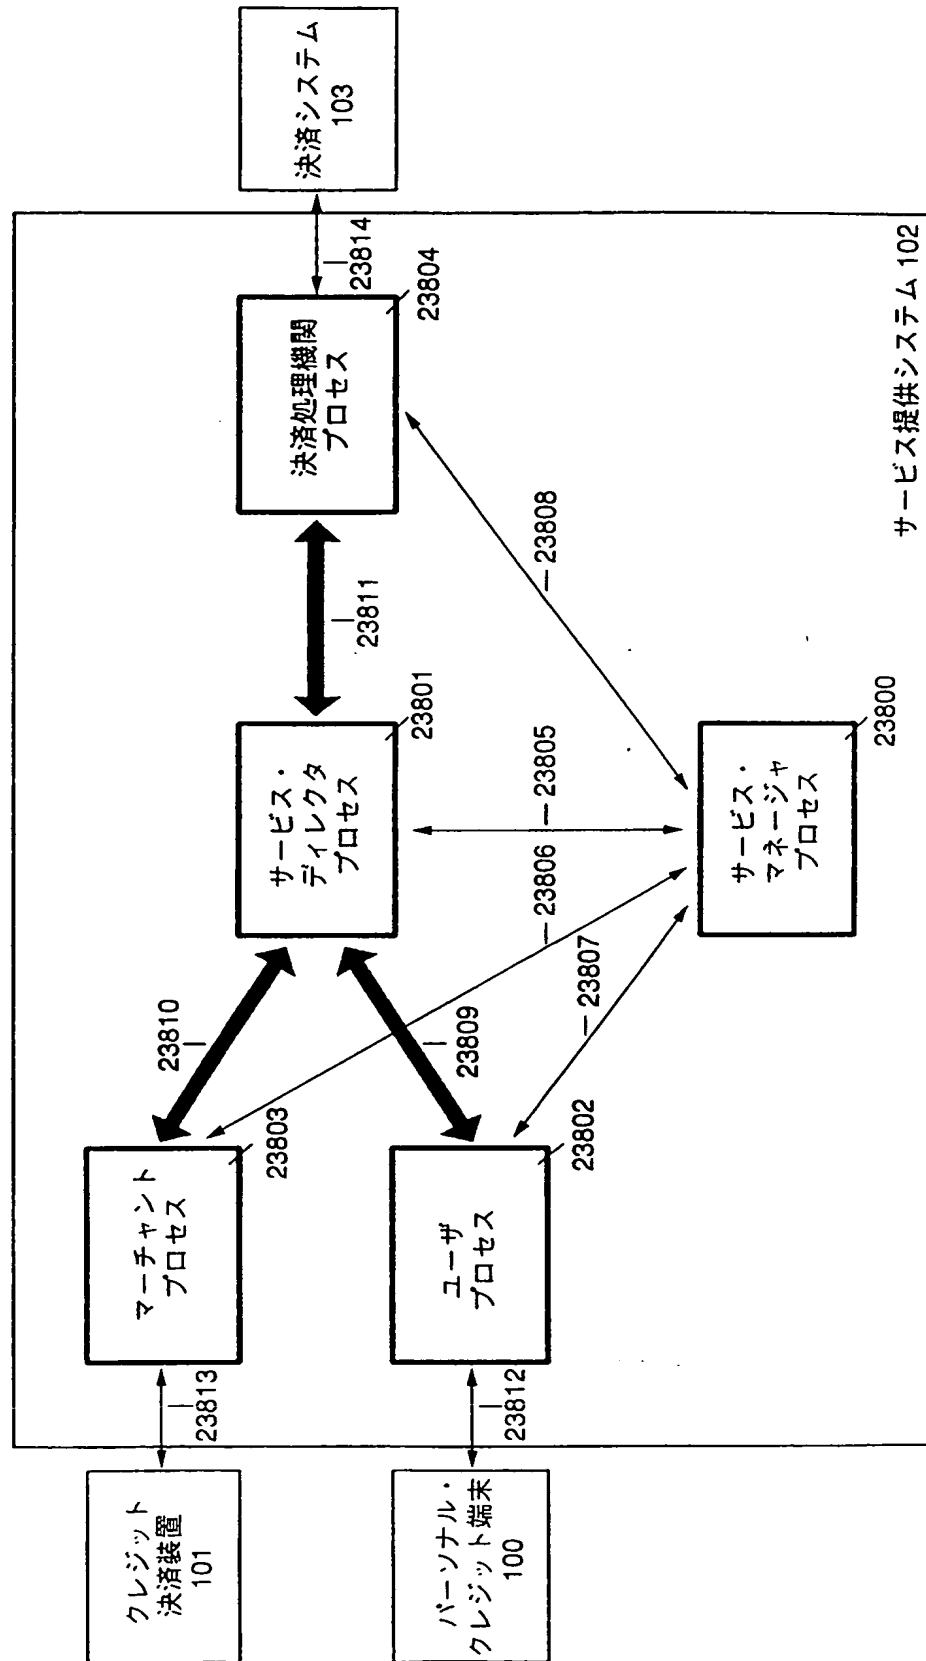 クレジット
決済装置
101
23813
マーチャント
プロセス
23803
23810
サービス・
ディレクタ
プロセス
23801
23811
決済処理機関
プロセス
23804
23814
決済システム
103
パーソナル・
クレジット端末
100
23812
ユーザ
プロセス
23802
23809
23807
23806
23805
23808
サービス・
マネージャ
プロセス
23800
サービス提供システム 102